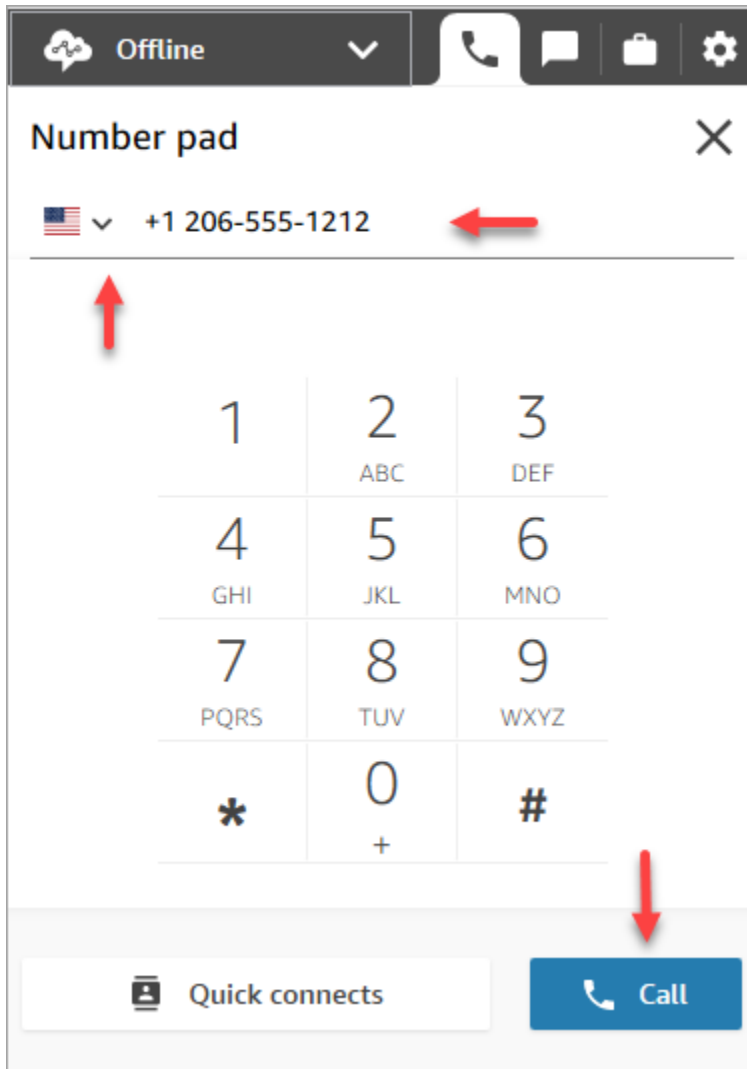 Offline
Number pad
+1 206-555-1212
1 2 3
ABC DEF
4 5 6
GHI JKL MNO
7 8 9
PQRS TUV WXYZ
* 0 #
+
Quick connects Call